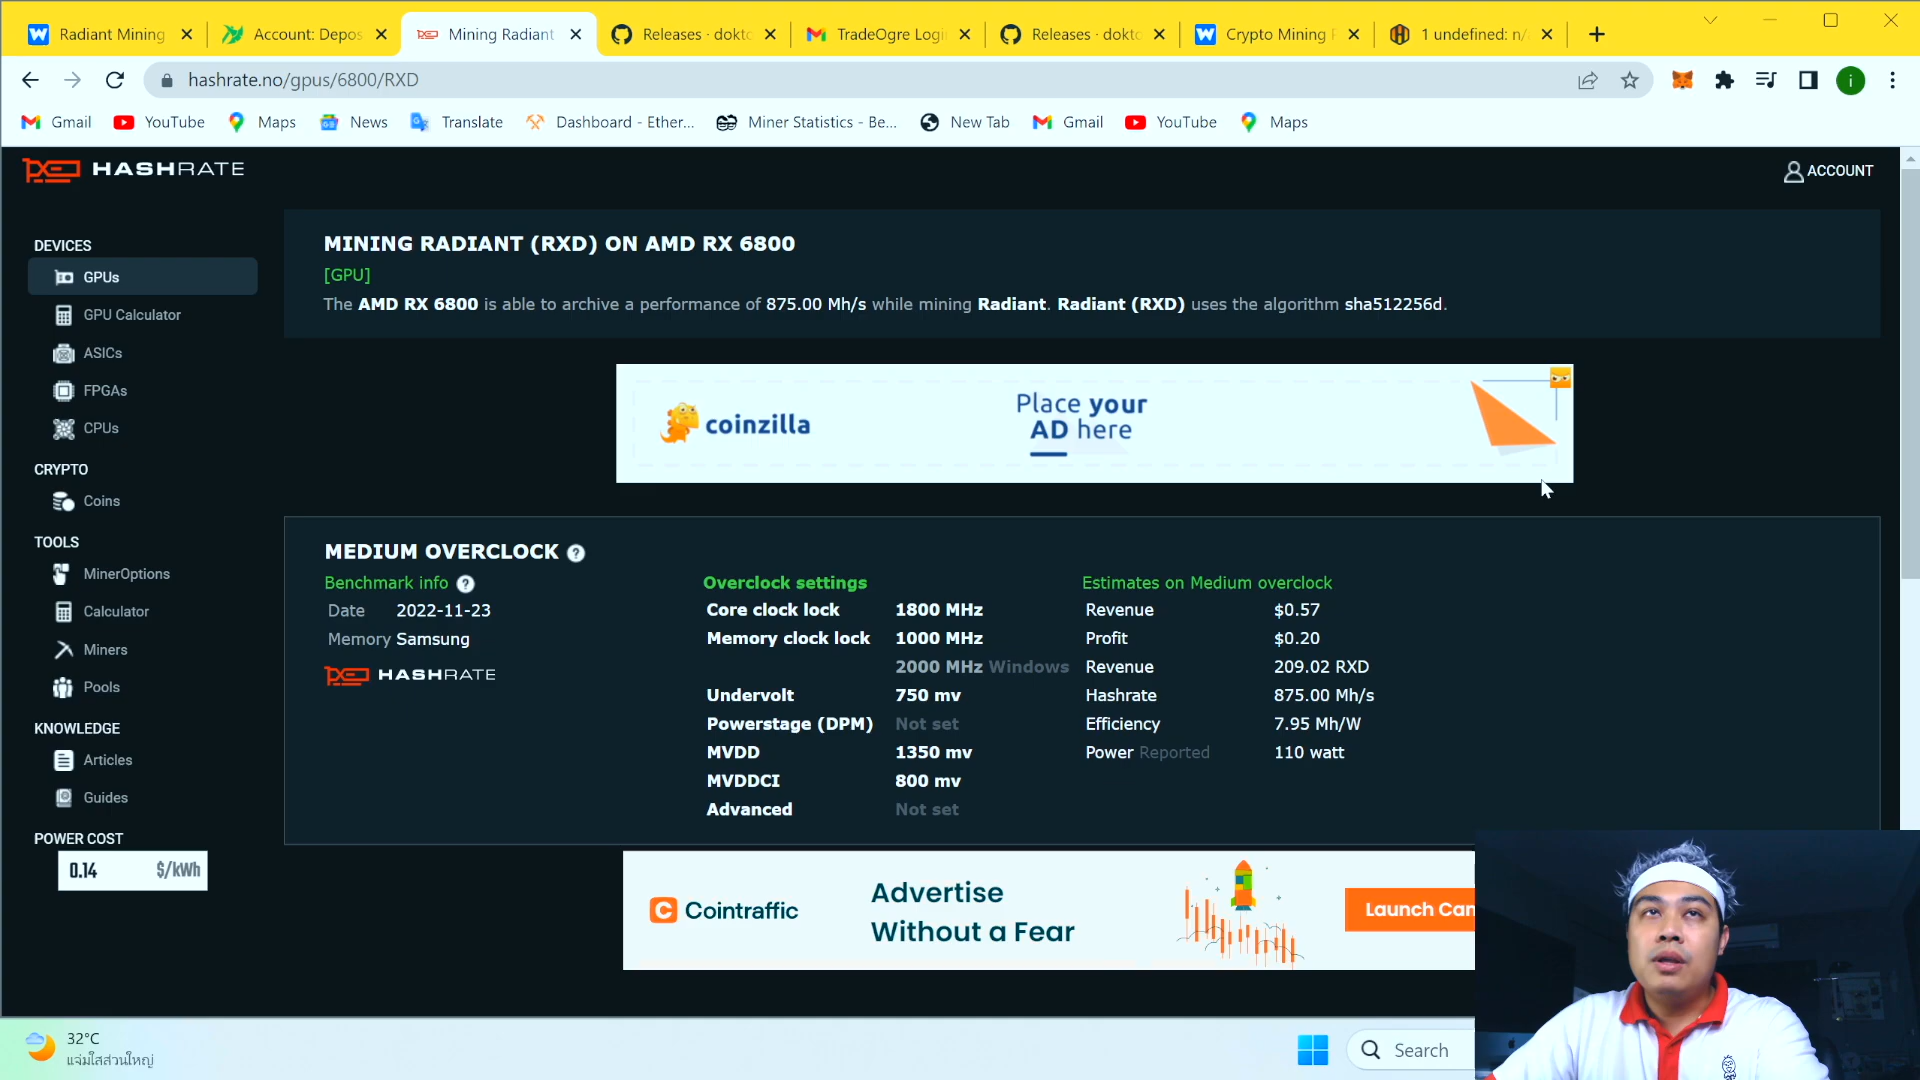 Radiant Mining
Account: Depos
Mining Radiant
Releases · dokto
TradeOgre Logi
Releases · dokto
Crypto Mining P
1 undefined: n/
hashrate.no/gpus/6800/RXD
i
Gmail
YouTube
Maps
News
Translate
Dashboard - Ether...
Miner Statistics - Be...
New Tab
Gmail
YouTube
Maps
HASHRATE
ACCOUNT
DEVICES
GPUs
GPU Calculator
ASICs
FPGAs
CPUs
CRYPTO
Coins
TOOLS
MinerOptions
Calculator
Miners
Pools
KNOWLEDGE
Articles
Guides
POWER COST
0.14 $/kWh
MINING RADIANT (RXD) ON AMD RX 6800
[GPU]
The AMD RX 6800 is able to archive a performance of 875.00 Mh/s while mining Radiant. Radiant (RXD) uses the algorithm sha512256d.
coinzilla
Place your
AD here
MEDIUM OVERCLOCK ?
Benchmark info ?
Date 2022-11-23
Memory Samsung
HASHRATE
Overclock settings
Core clock lock 1800 MHz
Memory clock lock 1000 MHz
2000 MHz Windows
Undervolt 750 mv
Powerstage (DPM) Not set
MVDD 1350 mv
MVDDCI 800 mv
Advanced Not set
Estimates on Medium overclock
Revenue $0.57
Profit $0.20
Revenue 209.02 RXD
Hashrate 875.00 Mh/s
Efficiency 7.95 Mh/W
Power Reported 110 watt
Cointraffic
Advertise
Without a Fear
Launch Cam
32°C
แจ่มใสส่วนใหญ่
Search